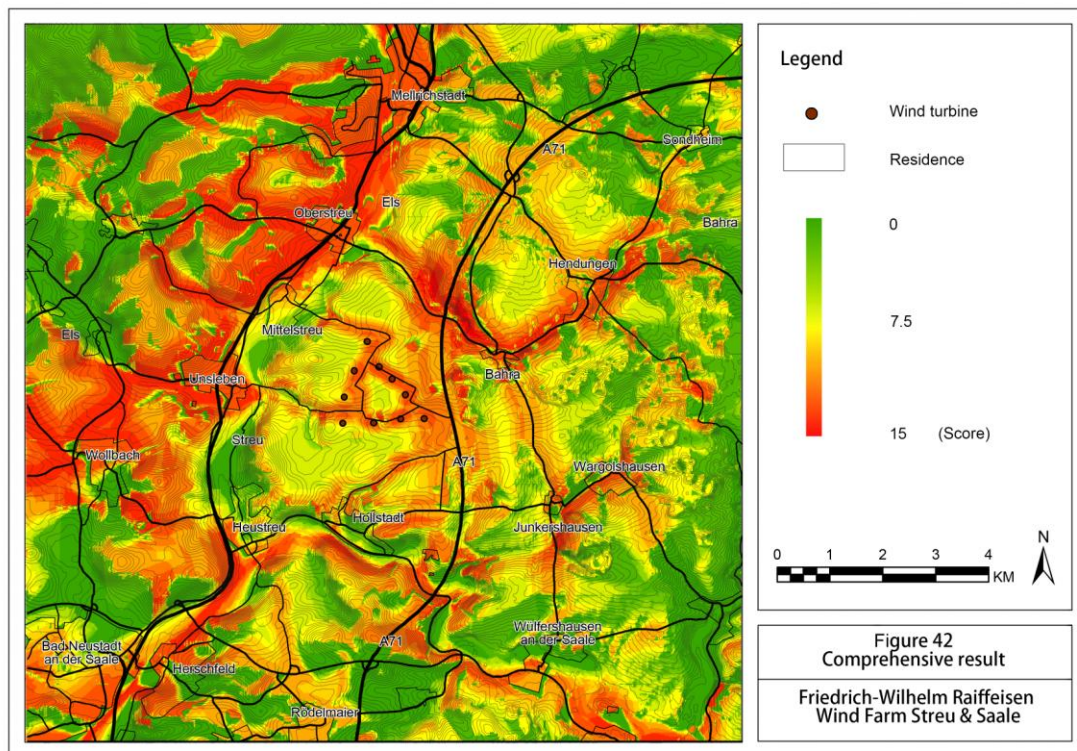 Mellrichstadt
Sondheim
A71
Els
Oberstreu
Bahra
Hendungen
Mittelstreu
Els
Bahra
Unsleben
Streu
Wollbach
A71
Wargolshausen
Hollstadt
Heustreu
Junkershausen
Wülfershausen
an der Saale
A71
Bad Neustadt
an der Saale
Herschfeld
Rödelmaier
Legend
Wind turbine
Residence
0
7.5
15 (Score)
N
0 1 2 3 4
KM
Figure 42
Comprehensive result
Friedrich-Wilhelm Raiffeisen
Wind Farm Streu & Saale